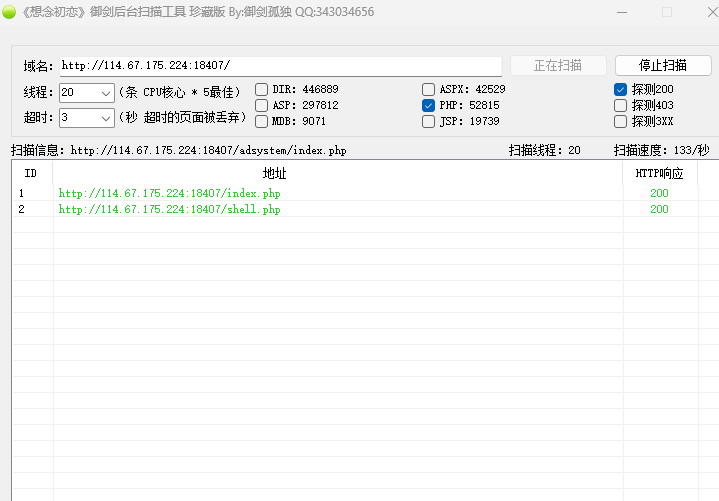 《想念初恋》御剑后台扫描工具 珍藏版 By:御剑孤独 QQ:343034656
域名: http://114.67.175.224:18407/ 正在扫描 停止扫描
线程: 20 (条 CPU核心 * 5最佳) DIR: 446889 ASPX: 42529 探测200
ASP: 297812 PHP: 52815 探测403
超时: 3 (秒 超时的页面被丢弃) MDB: 9071 JSP: 19739 探测3XX
扫描信息: http://114.67.175.224:18407/adsystem/index.php 扫描线程: 20 扫描速度: 133/秒
ID 地址 HTTP响应
1 http://114.67.175.224:18407/index.php 200
2 http://114.67.175.224:18407/shell.php 200